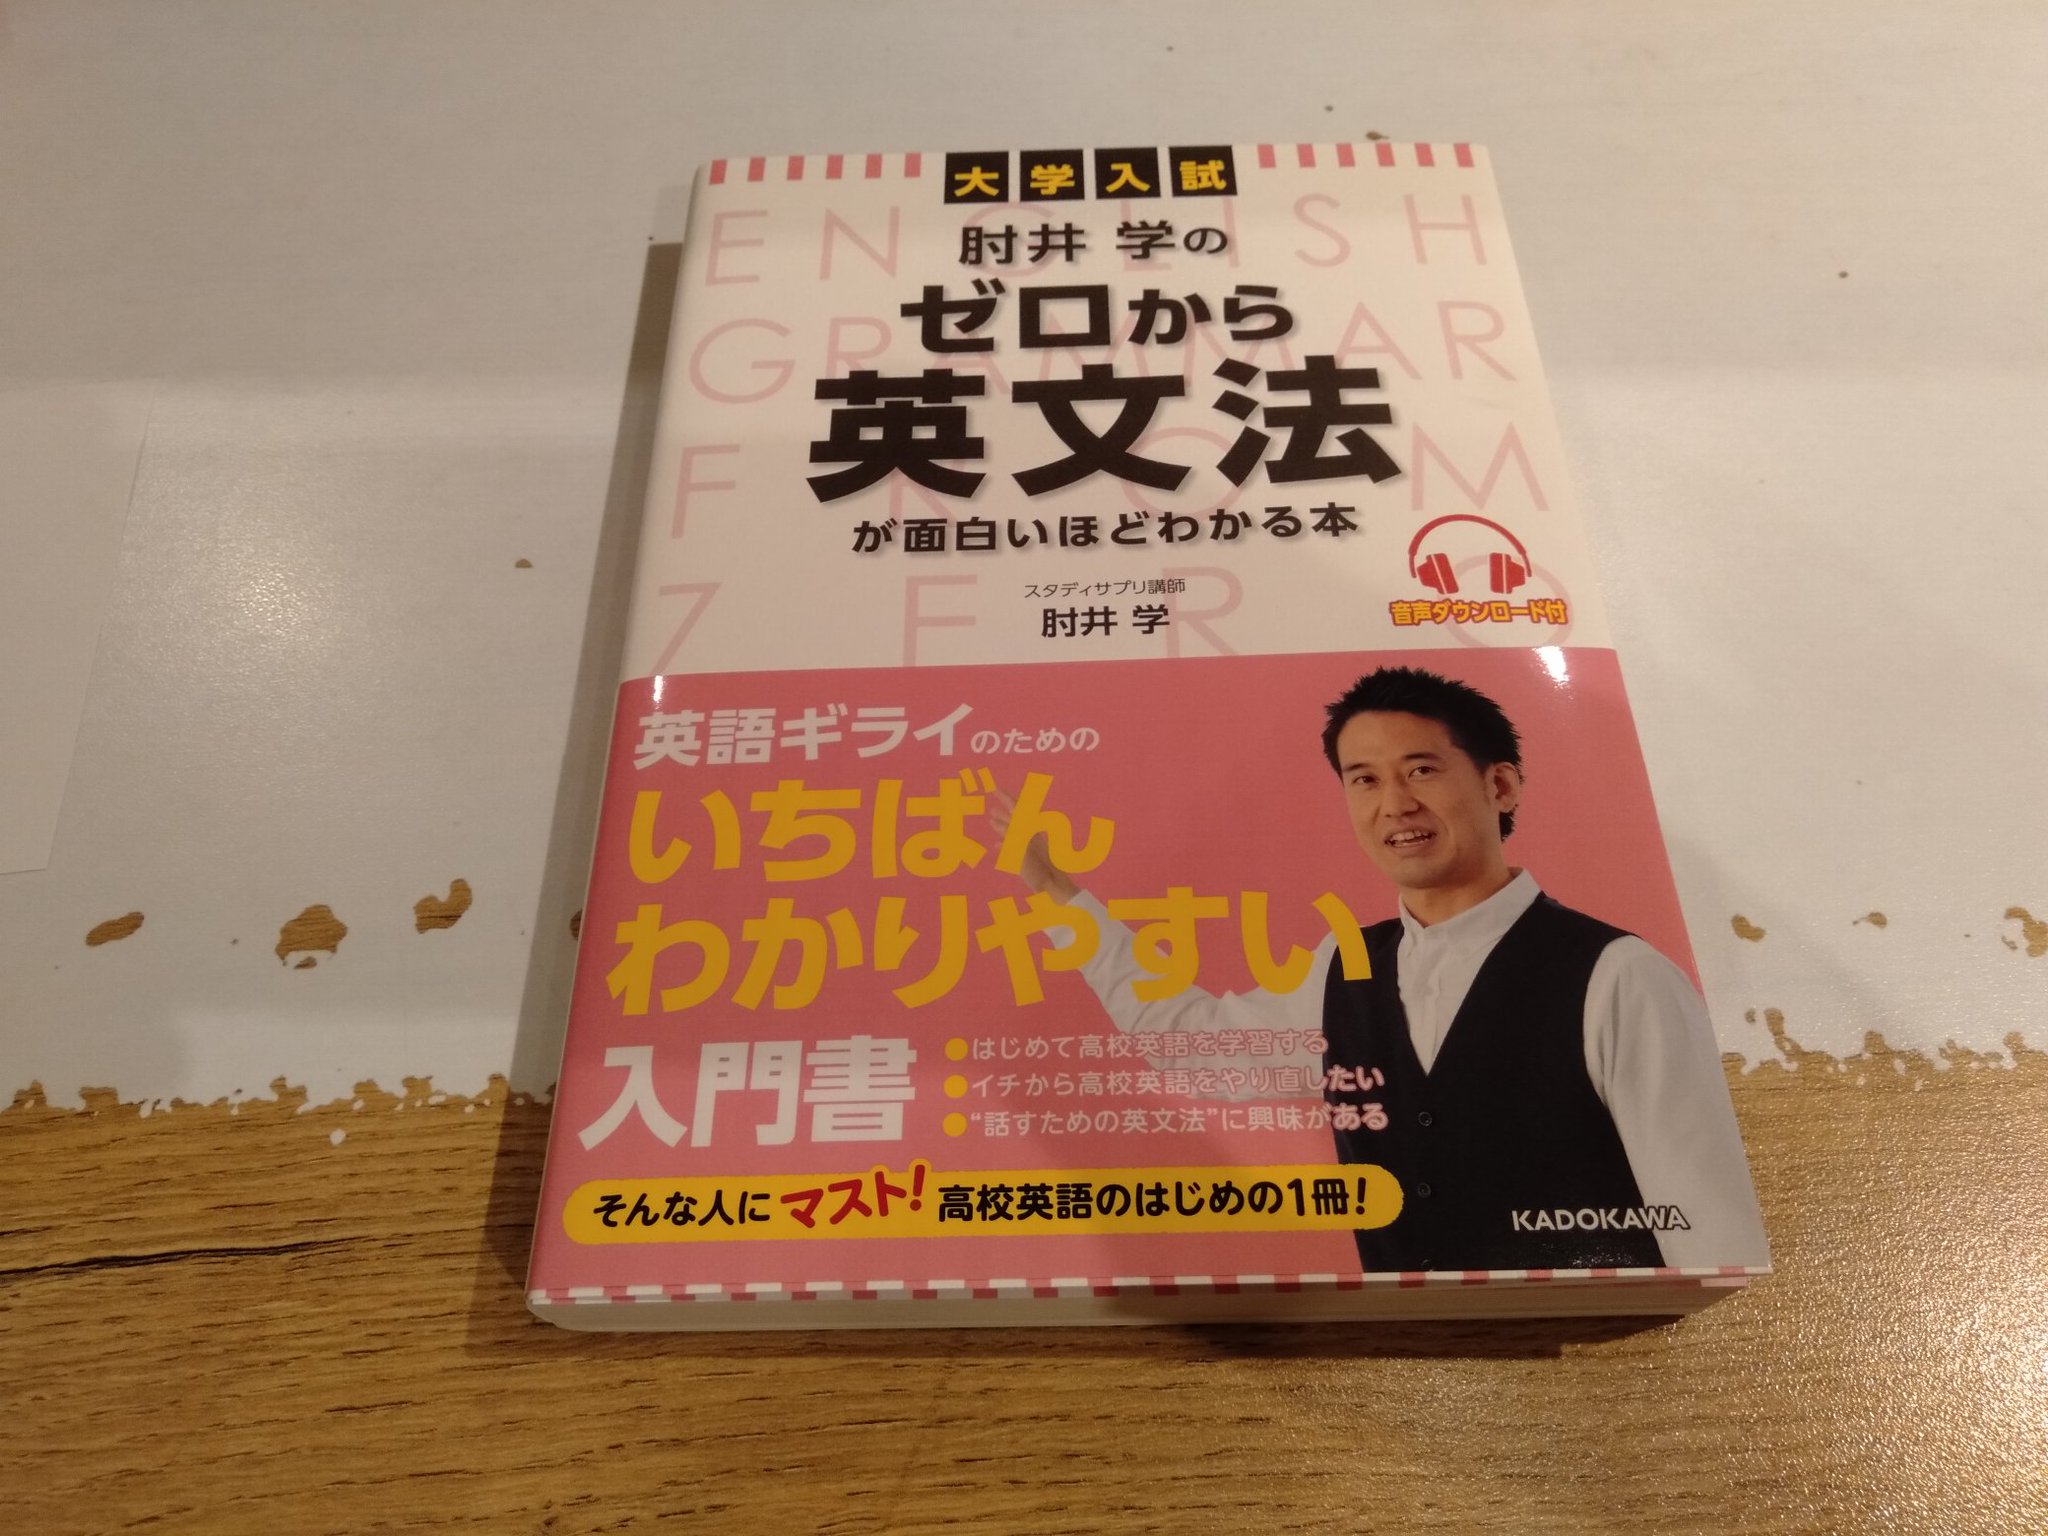 大学入試
肘井 学の
ゼロから
英文法
が面白いほどわかる本
ENGLISH
GRAMMAR
FROM
ZERO
スタディサプリ講師
肘井 学
音声ダウンロード付
英語ギライのための
いちばん
わかりやすい
入門書
●はじめて高校英語を学習する
●イチから高校英語をやり直したい
●“話すための英文法”に興味がある
そんな人にマスト！高校英語のはじめの1冊！
KADOKAWA